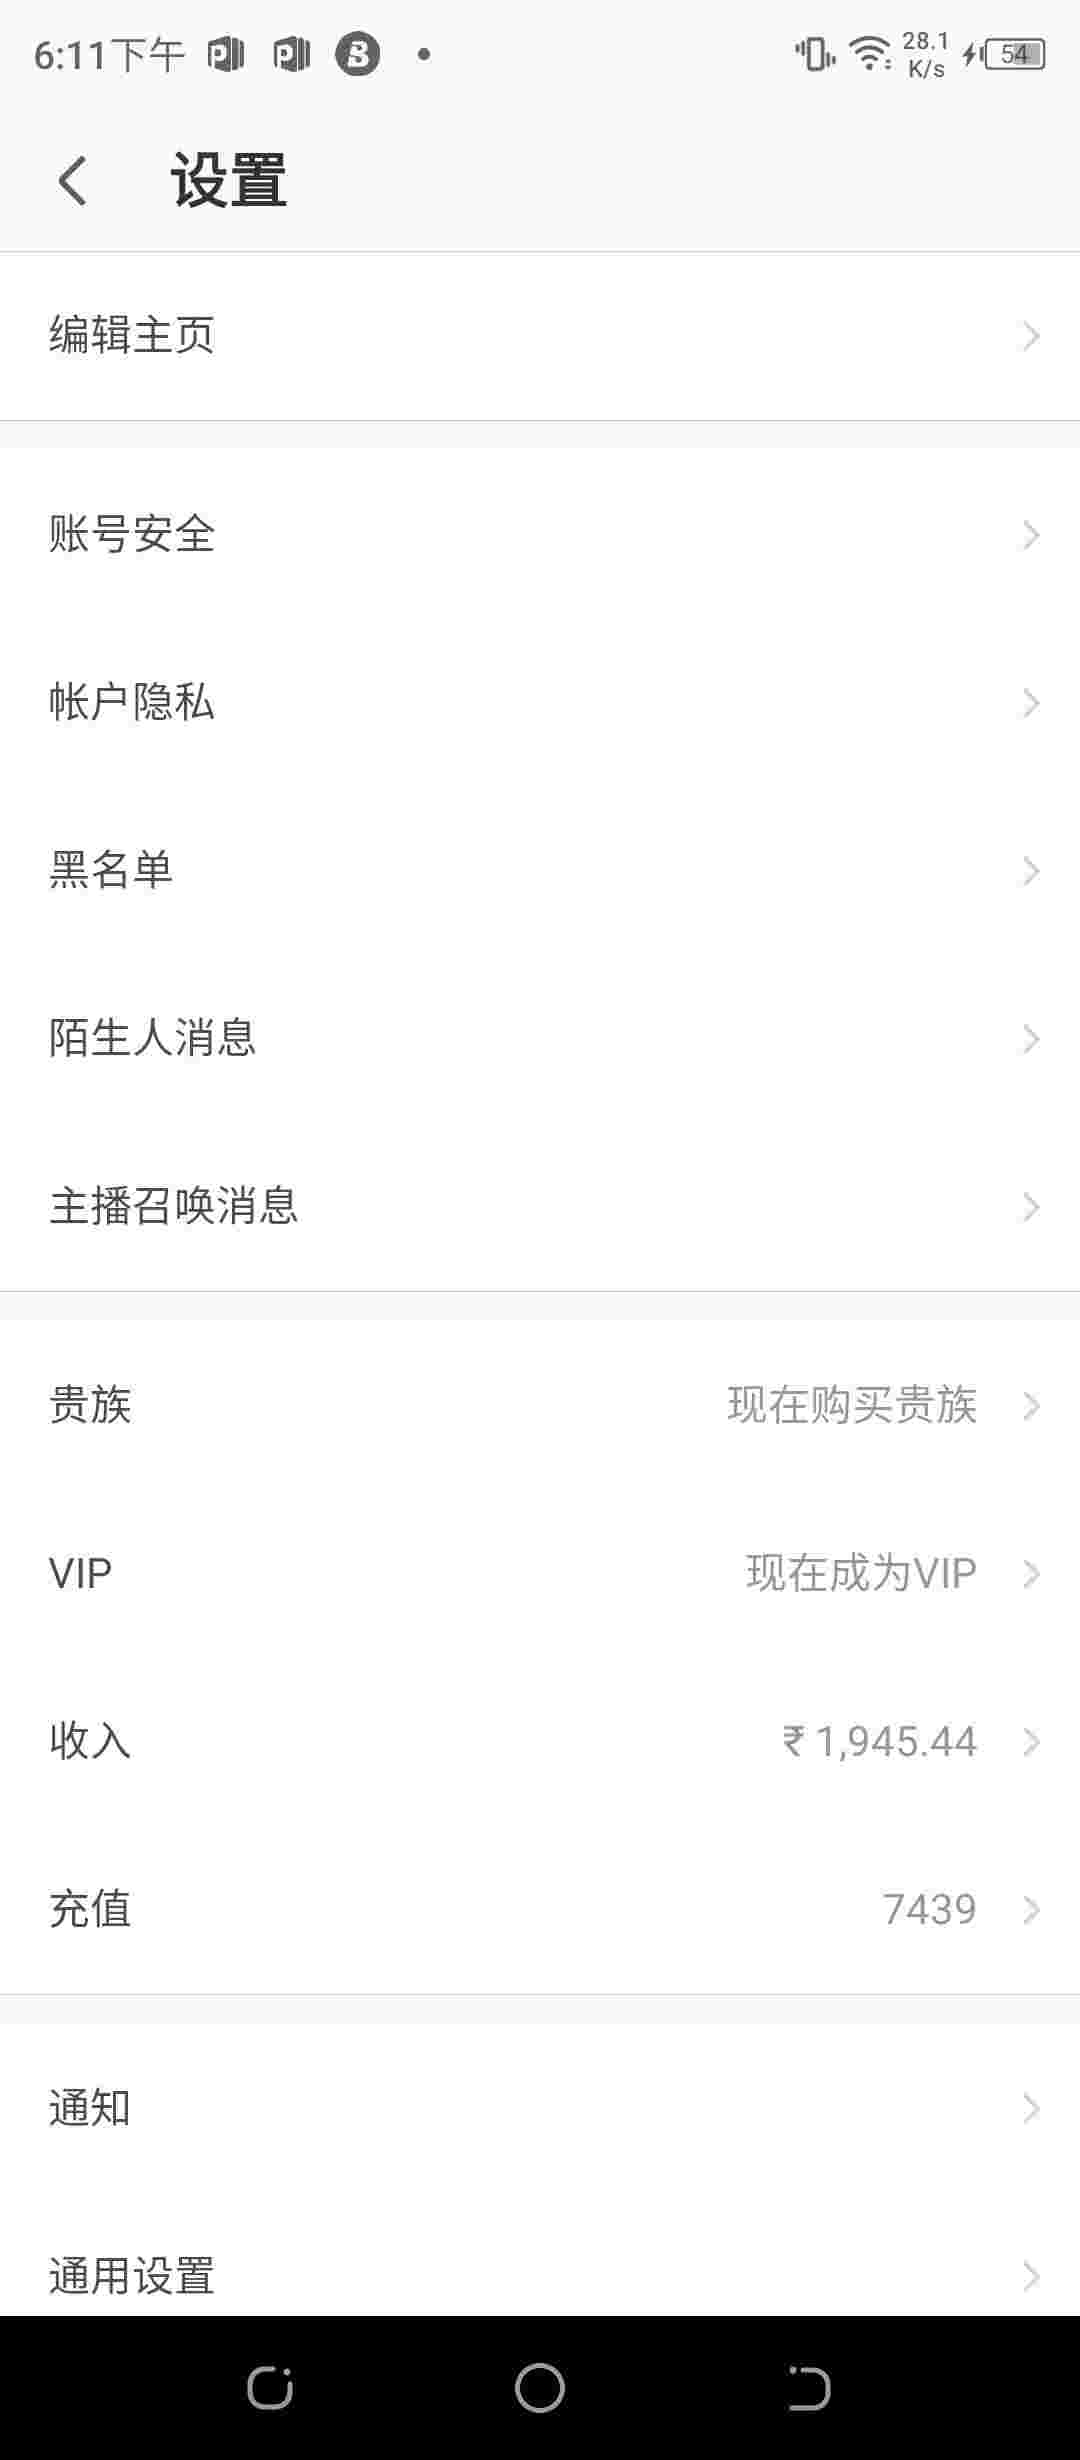 6:11下午
28.1
K/s
54
设置
编辑主页
账号安全
帐户隐私
黑名单
陌生人消息
主播召唤消息
贵族 现在购买贵族
VIP 现在成为VIP
收入 ₹ 1,945.44
充值 7439
通知
通用设置